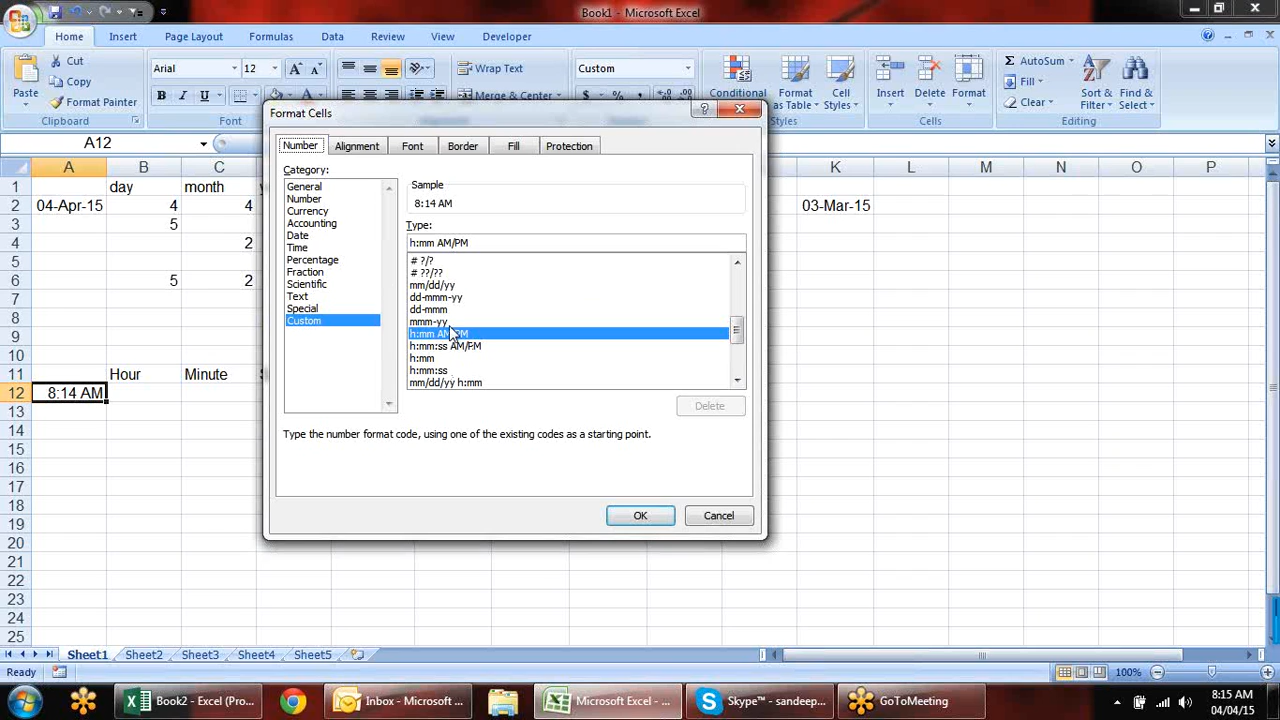 Book1 - Microsoft Excel
Home Insert Page Layout Formulas Data Review View Developer
Paste Cut Copy Format Painter Clipboard
Arial 12 B I U Font
Wrap Text Merge & Center
Custom $ % ,
Conditional Format as Table Cell Styles Styles
Insert Delete Format Cells
Σ AutoSum Fill Clear Sort & Filter Find & Select Editing
A12
A B C K L M N O P
1 day month
2 04-Apr-15 4 4 03-Mar-15
3 5
4 2
5
6 5 2
7
8
9
10
11 Hour Minute
12 8:14 AM
13
14
15
16
17
18
19
20
21
22
23
24
25
Format Cells
Number Alignment Font Border Fill Protection
Category:
General
Number
Currency
Accounting
Date
Time
Percentage
Fraction
Scientific
Text
Special
Custom
Sample
8:14 AM
Type:
h:mm AM/PM
# ?/?
# ??/??
mm/dd/yy
dd-mmm-yy
dd-mmm
mmm-yy
h:mm AM/PM
h:mm:ss AM/PM
h:mm
h:mm:ss
mm/dd/yy h:mm
Delete
Type the number format code, using one of the existing codes as a starting point.
OK Cancel
Sheet1 Sheet2 Sheet3 Sheet4 Sheet5
Ready 100%
Book2 - Excel (Pro... Inbox - Microsoft ... Microsoft Excel - ... Skype™ - sandeep... GoToMeeting
8:15 AM
04/04/15